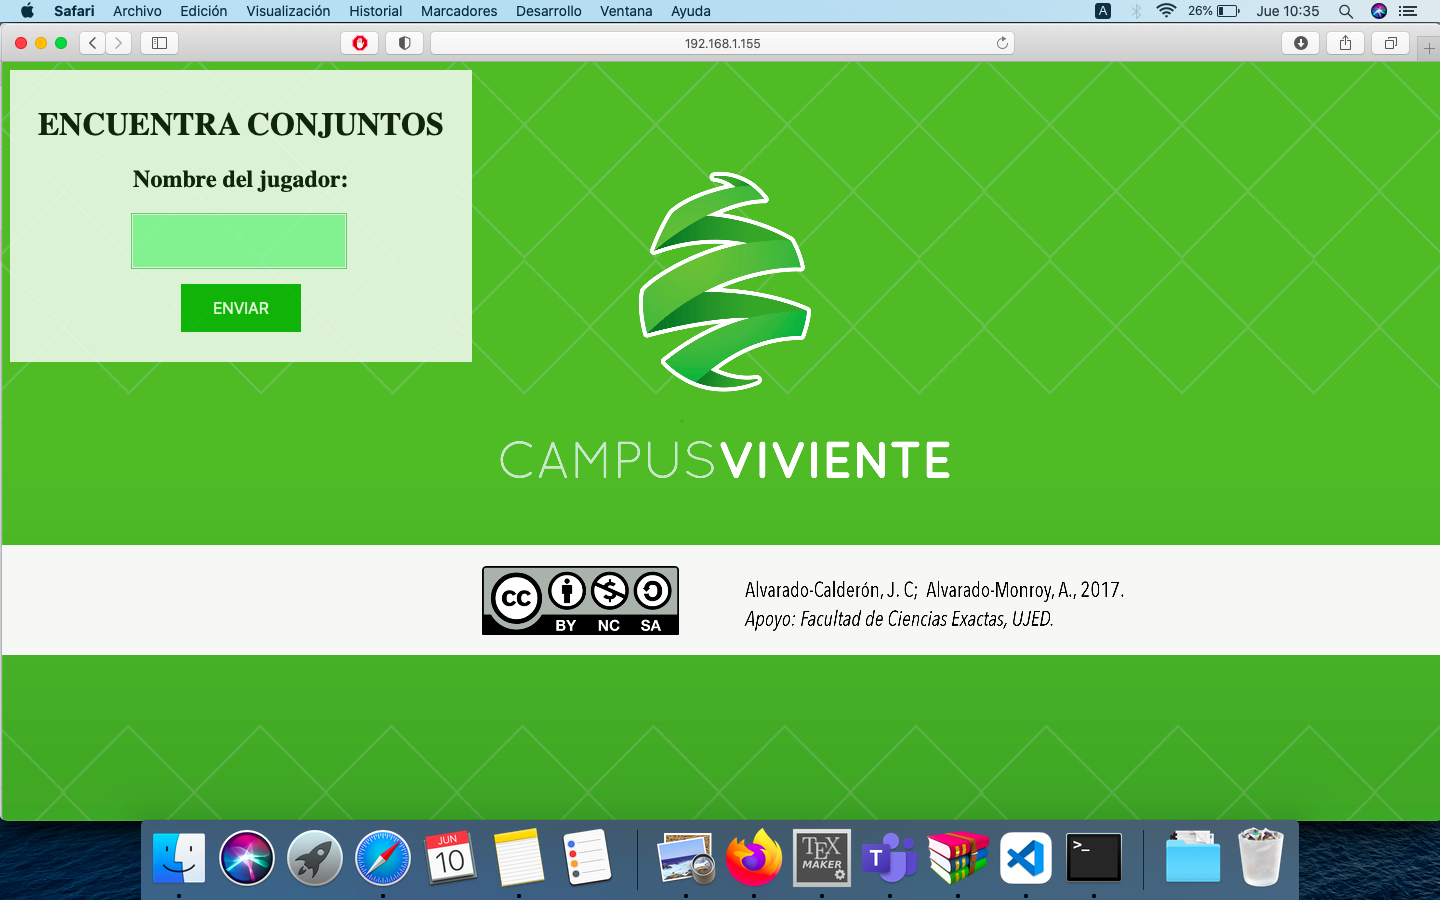 Safari Archivo Edición Visualización Historial Marcadores Desarrollo Ventana Ayuda A 26% Jue 10:35
192.168.1.155
ENCUENTRA CONJUNTOS
Nombre del jugador:
ENVIAR
CAMPUSVIVIENTE
cc BY NC SA
Alvarado-Calderón, J. C; Alvarado-Monroy, A., 2017.
Apoyo: Facultad de Ciencias Exactas, UJED.
JUN
10
TEX
MAKER
T
>_